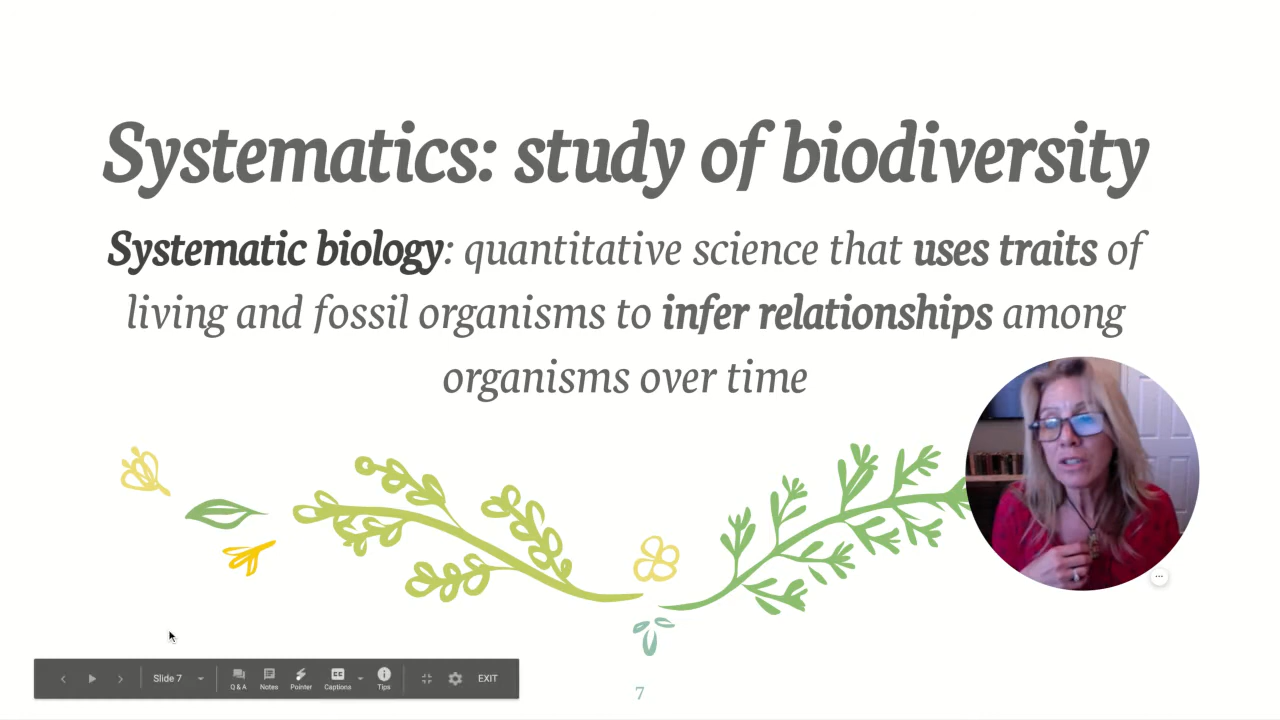 Systematics: study of biodiversity
Systematic biology: quantitative science that uses traits of
living and fossil organisms to infer relationships among
organisms over time
Slide 7
Q & A
Notes
Pointer
Captions
Tips
EXIT
7